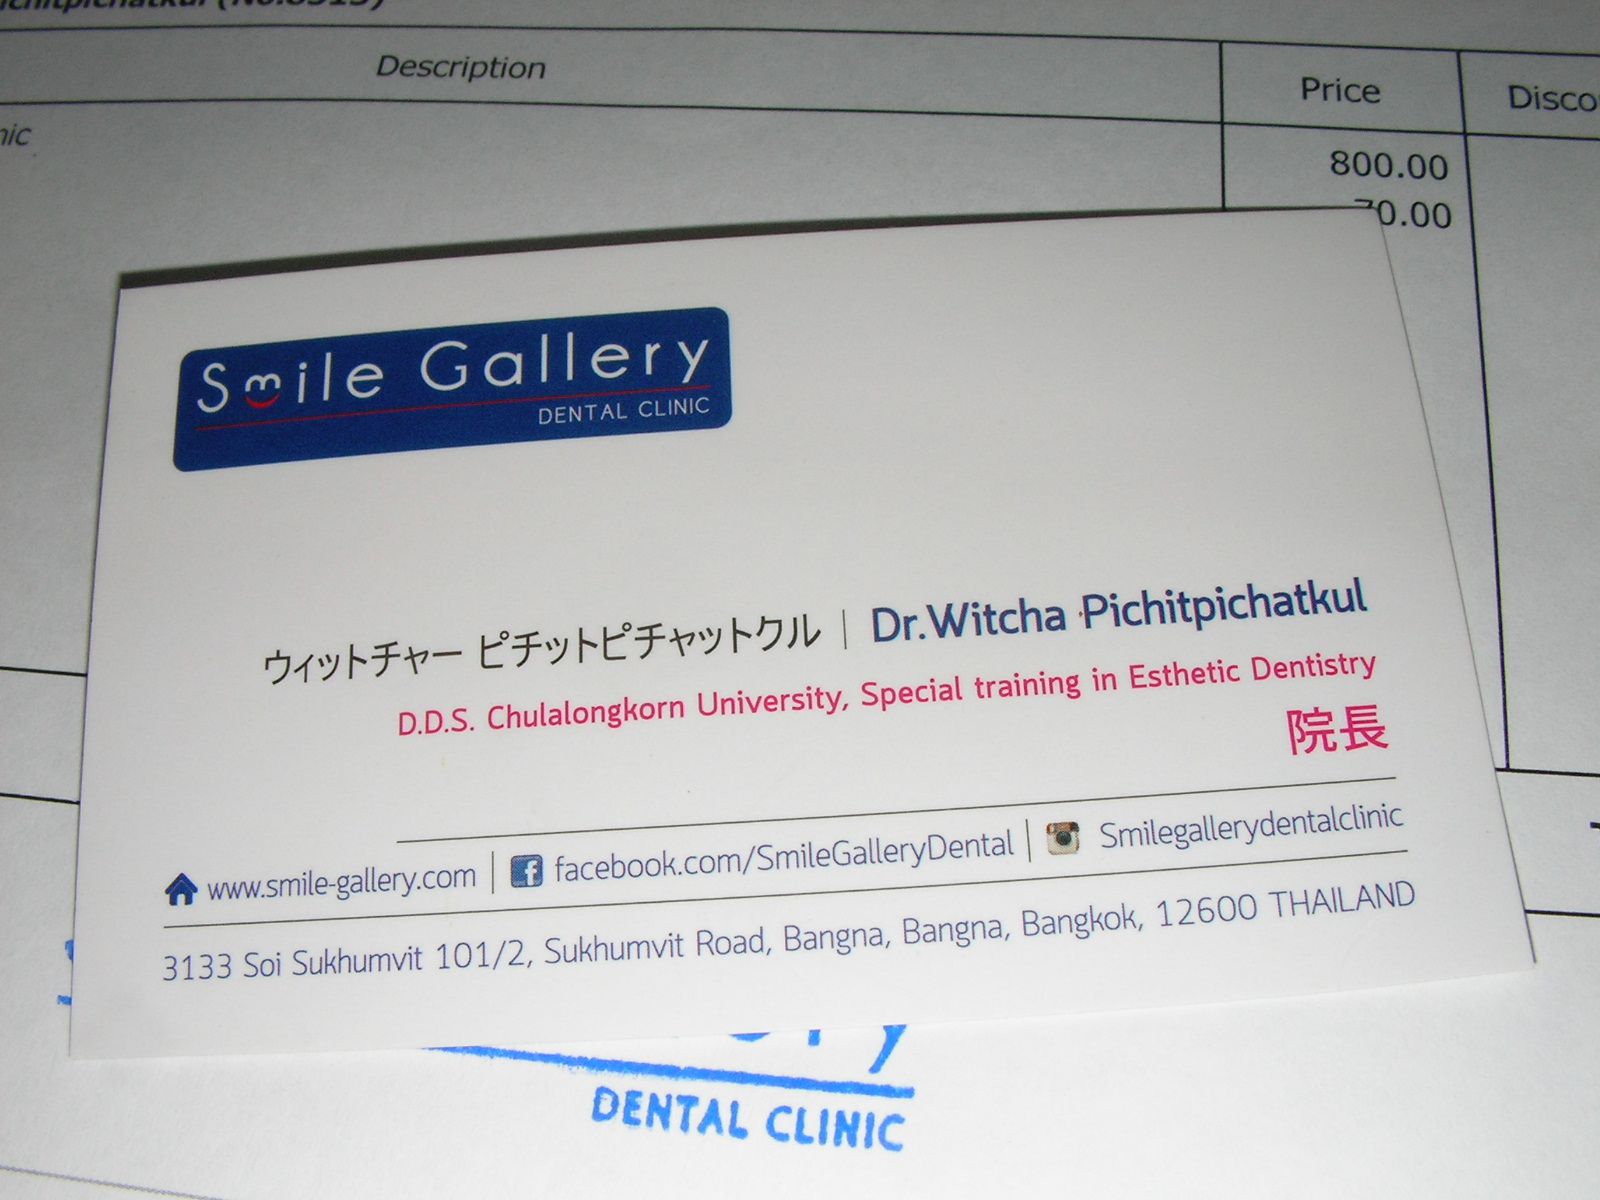 Description
Price
800.00
0.00
Smile Gallery
DENTAL CLINIC
ウィットチャー ピチットピチャットクル | Dr.Witcha Pichitpichatkul
D.D.S. Chulalongkorn University, Special training in Esthetic Dentistry
院長
www.smile-gallery.com | facebook.com/SmileGalleryDental | Smilegallerydentalclinic
3133 Soi Sukhumvit 101/2, Sukhumvit Road, Bangna, Bangna, Bangkok, 12600 THAILAND
DENTAL CLINIC